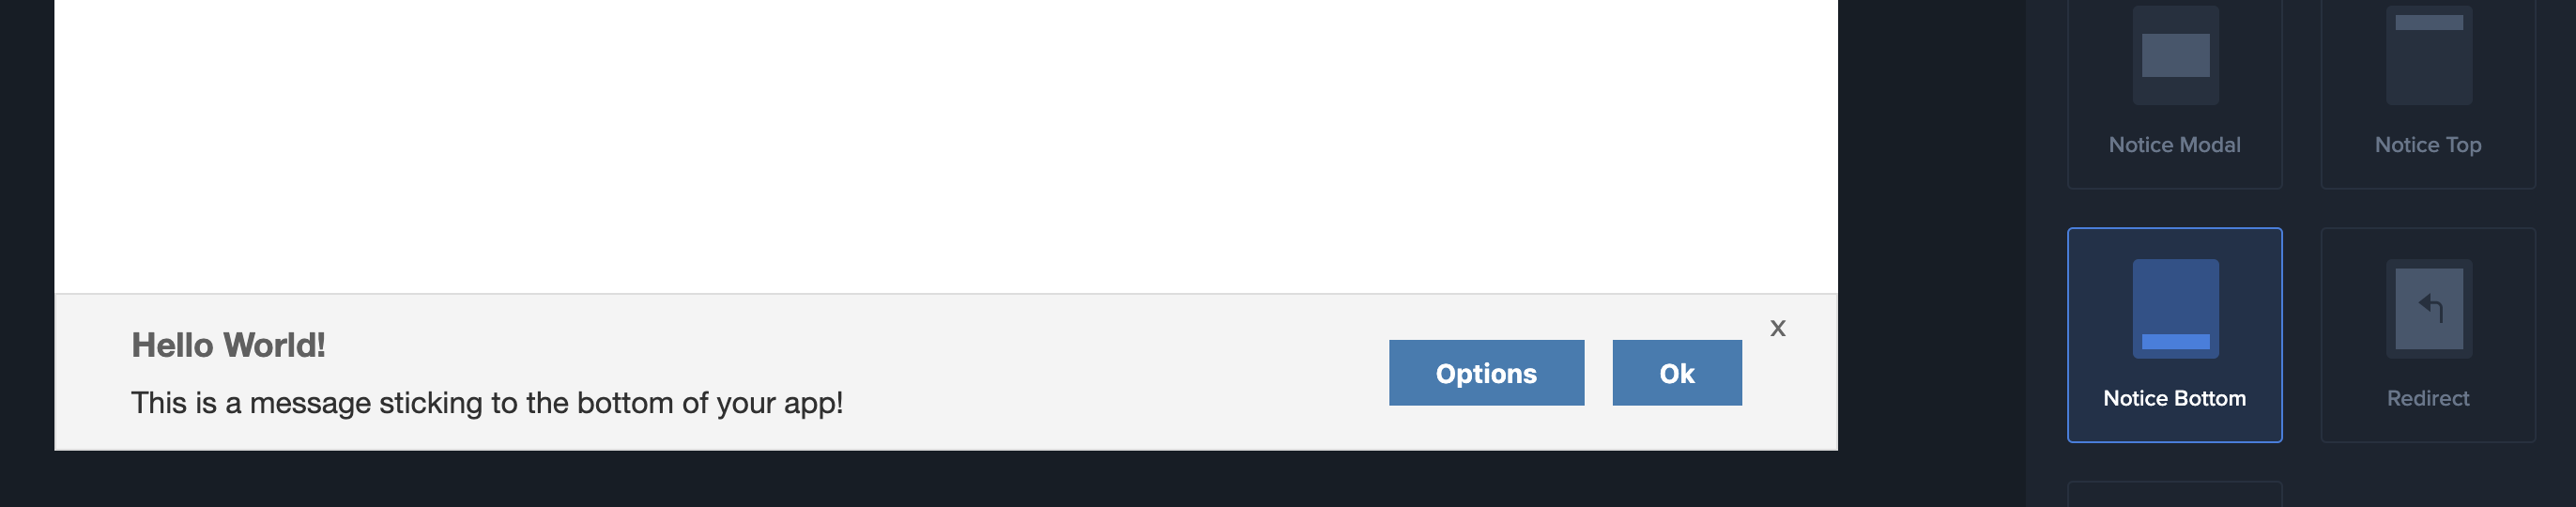 Hello World!
This is a message sticking to the bottom of your app!
Options
Ok
x
Notice Modal
Notice Top
Notice Bottom
Redirect